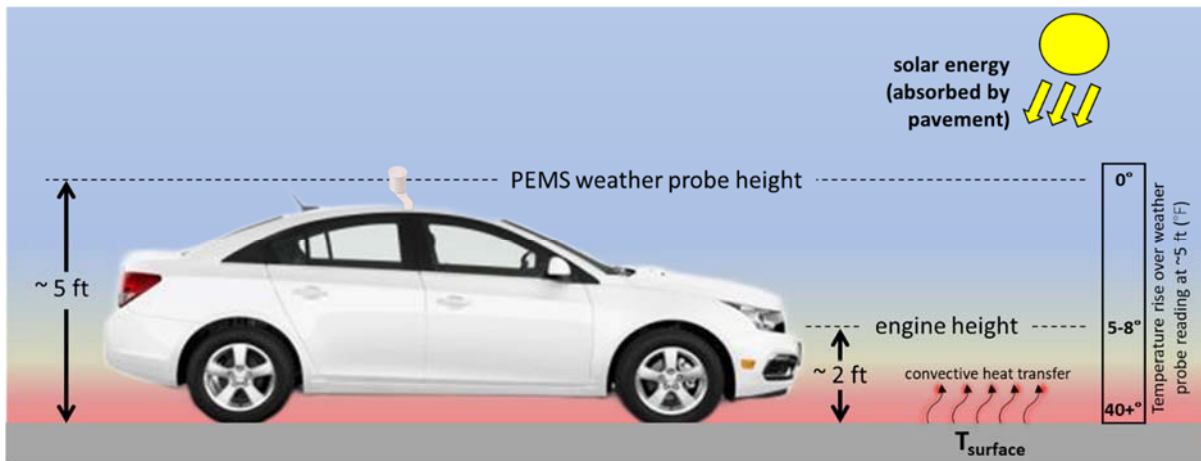 solar energy
(absorbed by
pavement)
PEMS weather probe height
0°
~ 5 ft
engine height
5-8°
~ 2 ft
convective heat transfer
40+°
Tsurface
Temperature rise over weather
probe reading at ~5 ft (°F)